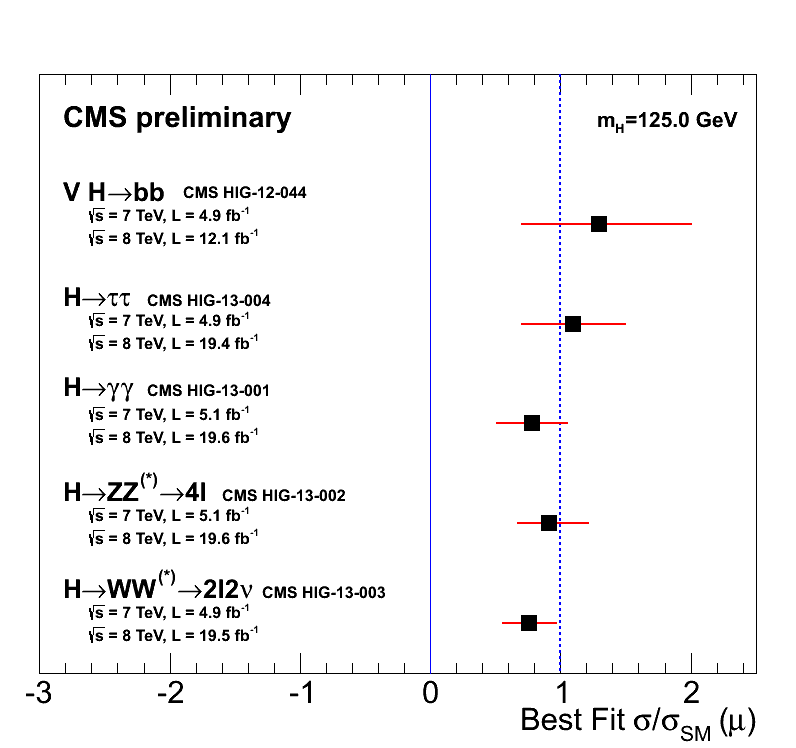 CMS preliminary
m_H=125.0 GeV
V H→bb CMS HIG-12-044
√s = 7 TeV, L = 4.9 fb⁻¹
√s = 8 TeV, L = 12.1 fb⁻¹
H→ττ CMS HIG-13-004
√s = 7 TeV, L = 4.9 fb⁻¹
√s = 8 TeV, L = 19.4 fb⁻¹
H→γγ CMS HIG-13-001
√s = 7 TeV, L = 5.1 fb⁻¹
√s = 8 TeV, L = 19.6 fb⁻¹
H→ZZ⁽*⁾→4l CMS HIG-13-002
√s = 7 TeV, L = 5.1 fb⁻¹
√s = 8 TeV, L = 19.6 fb⁻¹
H→WW⁽*⁾→2l2ν CMS HIG-13-003
√s = 7 TeV, L = 4.9 fb⁻¹
√s = 8 TeV, L = 19.5 fb⁻¹
-3 -2 -1 0 1 2
Best Fit σ/σ_SM (μ)